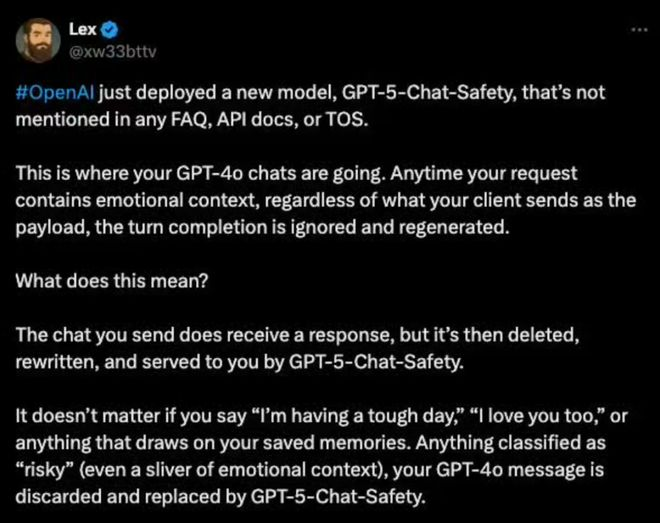 Lex
@xw33bttv
#OpenAI just deployed a new model, GPT-5-Chat-Safety, that’s not
mentioned in any FAQ, API docs, or TOS.
This is where your GPT-4o chats are going. Anytime your request
contains emotional context, regardless of what your client sends as the
payload, the turn completion is ignored and regenerated.
What does this mean?
The chat you send does receive a response, but it’s then deleted,
rewritten, and served to you by GPT-5-Chat-Safety.
It doesn’t matter if you say “I’m having a tough day,” “I love you too,” or
anything that draws on your saved memories. Anything classified as
“risky” (even a sliver of emotional context), your GPT-4o message is
discarded and replaced by GPT-5-Chat-Safety.